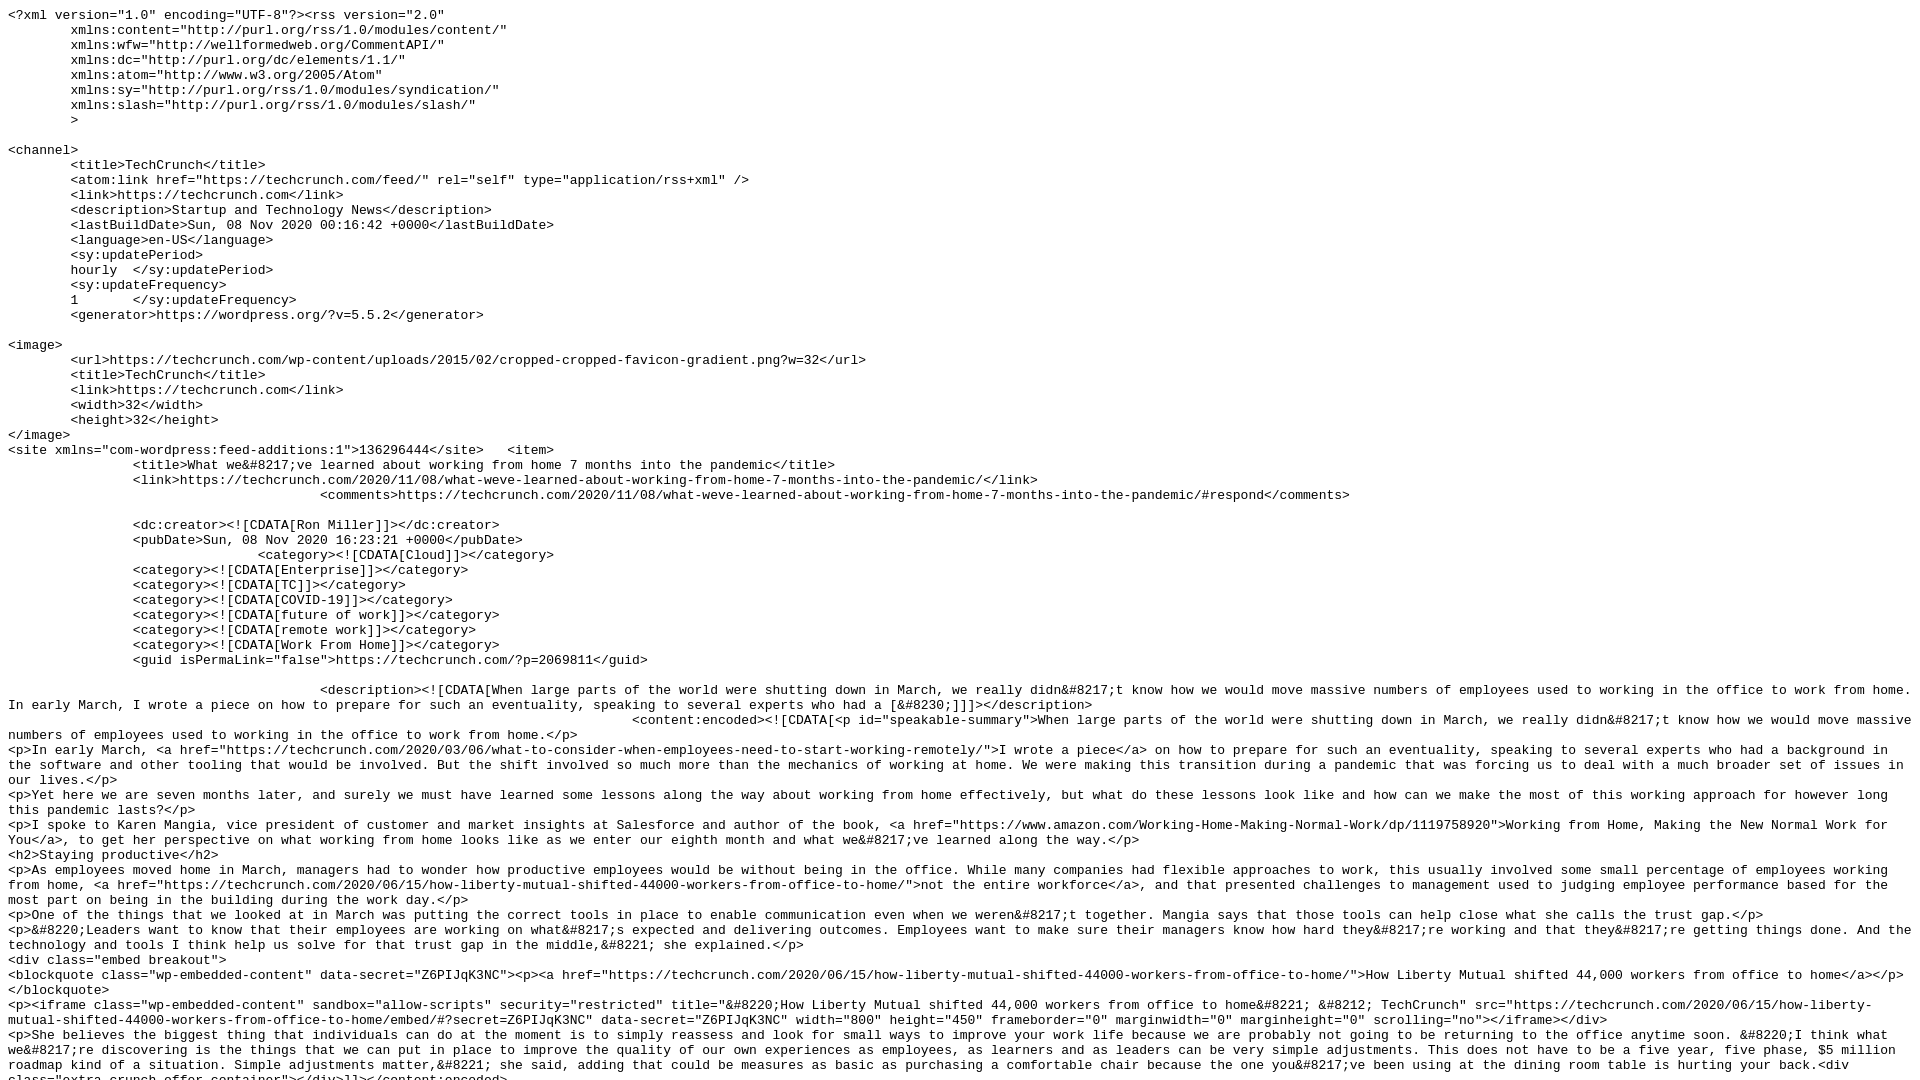 <?xml version="1.0" encoding="UTF-8"?><rss version="2.0"
xmlns:content="http://purl.org/rss/1.0/modules/content/"
xmlns:wfw="http://wellformedweb.org/CommentAPI/"
xmlns:dc="http://purl.org/dc/elements/1.1/"
xmlns:atom="http://www.w3.org/2005/Atom"
xmlns:sy="http://purl.org/rss/1.0/modules/syndication/"
xmlns:slash="http://purl.org/rss/1.0/modules/slash/"
>
<channel>
<title>TechCrunch</title>
<atom:link href="https://techcrunch.com/feed/" rel="self" type="application/rss+xml" />
<link>https://techcrunch.com</link>
<description>Startup and Technology News</description>
<lastBuildDate>Sun, 08 Nov 2020 00:16:42 +0000</lastBuildDate>
<language>en-US</language>
<sy:updatePeriod>
hourly  </sy:updatePeriod>
<sy:updateFrequency>
1       </sy:updateFrequency>
<generator>https://wordpress.org/?v=5.5.2</generator>
<image>
<url>https://techcrunch.com/wp-content/uploads/2015/02/cropped-cropped-favicon-gradient.png?w=32</url>
<title>TechCrunch</title>
<link>https://techcrunch.com</link>
<width>32</width>
<height>32</height>
</image>
<site xmlns="com-wordpress:feed-additions:1">136296444</site>   <item>
<title>What we&#8217;ve learned about working from home 7 months into the pandemic</title>
<link>https://techcrunch.com/2020/11/08/what-weve-learned-about-working-from-home-7-months-into-the-pandemic/</link>
<comments>https://techcrunch.com/2020/11/08/what-weve-learned-about-working-from-home-7-months-into-the-pandemic/#respond</comments>
<dc:creator><![CDATA[Ron Miller]]></dc:creator>
<pubDate>Sun, 08 Nov 2020 16:23:21 +0000</pubDate>
<category><![CDATA[Cloud]]></category>
<category><![CDATA[Enterprise]]></category>
<category><![CDATA[TC]]></category>
<category><![CDATA[COVID-19]]></category>
<category><![CDATA[future of work]]></category>
<category><![CDATA[remote work]]></category>
<category><![CDATA[Work From Home]]></category>
<guid isPermaLink="false">https://techcrunch.com/?p=2069811</guid>
<description><![CDATA[When large parts of the world were shutting down in March, we really didn&#8217;t know how we would move massive numbers of employees used to working in the office to work from home.
In early March, I wrote a piece on how to prepare for such an eventuality, speaking to several experts who had a [&#8230;]]]></description>
<content:encoded><![CDATA[<p id="speakable-summary">When large parts of the world were shutting down in March, we really didn&#8217;t know how we would move massive
numbers of employees used to working in the office to work from home.</p>
<p>In early March, <a href="https://techcrunch.com/2020/03/06/what-to-consider-when-employees-need-to-start-working-remotely/">I wrote a piece</a> on how to prepare for such an eventuality, speaking to several experts who had a background in
the software and other tooling that would be involved. But the shift involved so much more than the mechanics of working at home. We were making this transition during a pandemic that was forcing us to deal with a much broader set of issues in
our lives.</p>
<p>Yet here we are seven months later, and surely we must have learned some lessons along the way about working from home effectively, but what do these lessons look like and how can we make the most of this working approach for however long
this pandemic lasts?</p>
<p>I spoke to Karen Mangia, vice president of customer and market insights at Salesforce and author of the book, <a href="https://www.amazon.com/Working-Home-Making-Normal-Work/dp/1119758920">Working from Home, Making the New Normal Work for
You</a>, to get her perspective on what working from home looks like as we enter our eighth month and what we&#8217;ve learned along the way.</p>
<h2>Staying productive</h2>
<p>As employees moved home in March, managers had to wonder how productive employees would be without being in the office. While many companies had flexible approaches to work, this usually involved some small percentage of employees working
from home, <a href="https://techcrunch.com/2020/06/15/how-liberty-mutual-shifted-44000-workers-from-office-to-home/">not the entire workforce</a>, and that presented challenges to management used to judging employee performance based for the
most part on being in the building during the work day.</p>
<p>One of the things that we looked at in March was putting the correct tools in place to enable communication even when we weren&#8217;t together. Mangia says that those tools can help close what she calls the trust gap.</p>
<p>&#8220;Leaders want to know that their employees are working on what&#8217;s expected and delivering outcomes. Employees want to make sure their managers know how hard they&#8217;re working and that they&#8217;re getting things done. And the
technology and tools I think help us solve for that trust gap in the middle,&#8221; she explained.</p>
<div class="embed breakout">
<blockquote class="wp-embedded-content" data-secret="Z6PIJqK3NC"><p><a href="https://techcrunch.com/2020/06/15/how-liberty-mutual-shifted-44000-workers-from-office-to-home/">How Liberty Mutual shifted 44,000 workers from office to home</a></p>
</blockquote>
<p><iframe class="wp-embedded-content" sandbox="allow-scripts" security="restricted" title="&#8220;How Liberty Mutual shifted 44,000 workers from office to home&#8221; &#8212; TechCrunch" src="https://techcrunch.com/2020/06/15/how-liberty-
mutual-shifted-44000-workers-from-office-to-home/embed/#?secret=Z6PIJqK3NC" data-secret="Z6PIJqK3NC" width="800" height="450" frameborder="0" marginwidth="0" marginheight="0" scrolling="no"></iframe></div>
<p>She believes the biggest thing that individuals can do at the moment is to simply reassess and look for small ways to improve your work life because we are probably not going to be returning to the office anytime soon. &#8220;I think what
we&#8217;re discovering is the things that we can put in place to improve the quality of our own experiences as employees, as learners and as leaders can be very simple adjustments. This does not have to be a five year, five phase, $5 million
roadmap kind of a situation. Simple adjustments matter,&#8221; she said, adding that could be measures as basic as purchasing a comfortable chair because the one you&#8217;ve been using at the dining room table is hurting your back.<div
class="extra-crunch-offer-container"></div>]]></content:encoded>